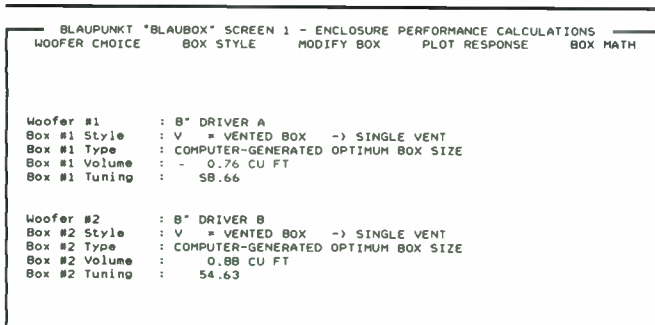 BLAUPUNKT "BLAUBOX" SCREEN 1 - ENCLOSURE PERFORMANCE CALCULATIONS
WOOFER CHOICE BOX STYLE MODIFY BOX PLOT RESPONSE BOX MATH
Woofer #1 : 8" DRIVER A
Box #1 Style : V = VENTED BOX -> SINGLE VENT
Box #1 Type : COMPUTER-GENERATED OPTIMUM BOX SIZE
Box #1 Volume : - 0.76 CU FT
Box #1 Tuning : 58.66
Woofer #2 : 8" DRIVER B
Box #2 Style : V = VENTED BOX -> SINGLE VENT
Box #2 Type : COMPUTER-GENERATED OPTIMUM BOX SIZE
Box #2 Volume : 0.88 CU FT
Box #2 Tuning : 54.63